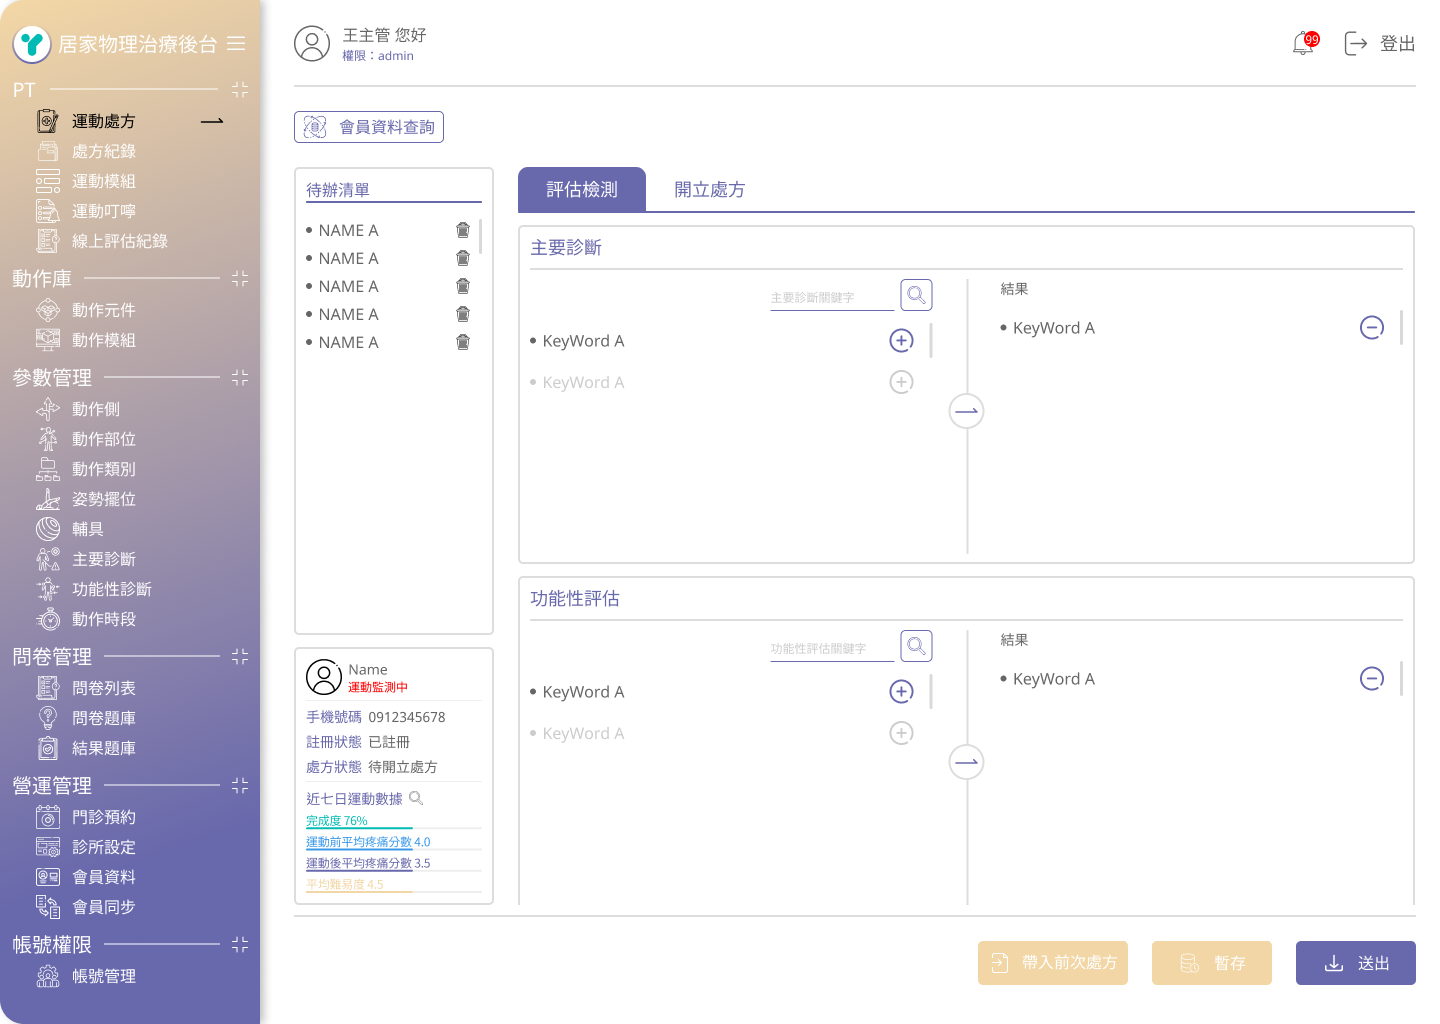 居家物理治療後台
PT
運動處方
處方紀錄
運動模組
運動叮嚀
線上評估紀錄
動作庫
動作元件
動作模組
參數管理
動作側
動作部位
動作類別
姿勢擺位
輔具
主要診斷
功能性診斷
動作時段
問卷管理
問卷列表
問卷題庫
結果題庫
營運管理
門診預約
診所設定
會員資料
會員同步
帳號權限
帳號管理
王主管 您好
權限：admin
99
登出
會員資料查詢
待辦清單
• NAME A
• NAME A
• NAME A
• NAME A
• NAME A
Name
運動監測中
手機號碼 0912345678
註冊狀態 已註冊
處方狀態 待開立處方
近七日運動數據
完成度 76%
運動前平均疼痛分數 4.0
運動後平均疼痛分數 3.5
平均難易度 4.5
評估檢測
開立處方
主要診斷
主要診斷關鍵字
• KeyWord A
• KeyWord A
結果
• KeyWord A
功能性評估
功能性評估關鍵字
• KeyWord A
• KeyWord A
結果
• KeyWord A
帶入前次處方
暫存
送出